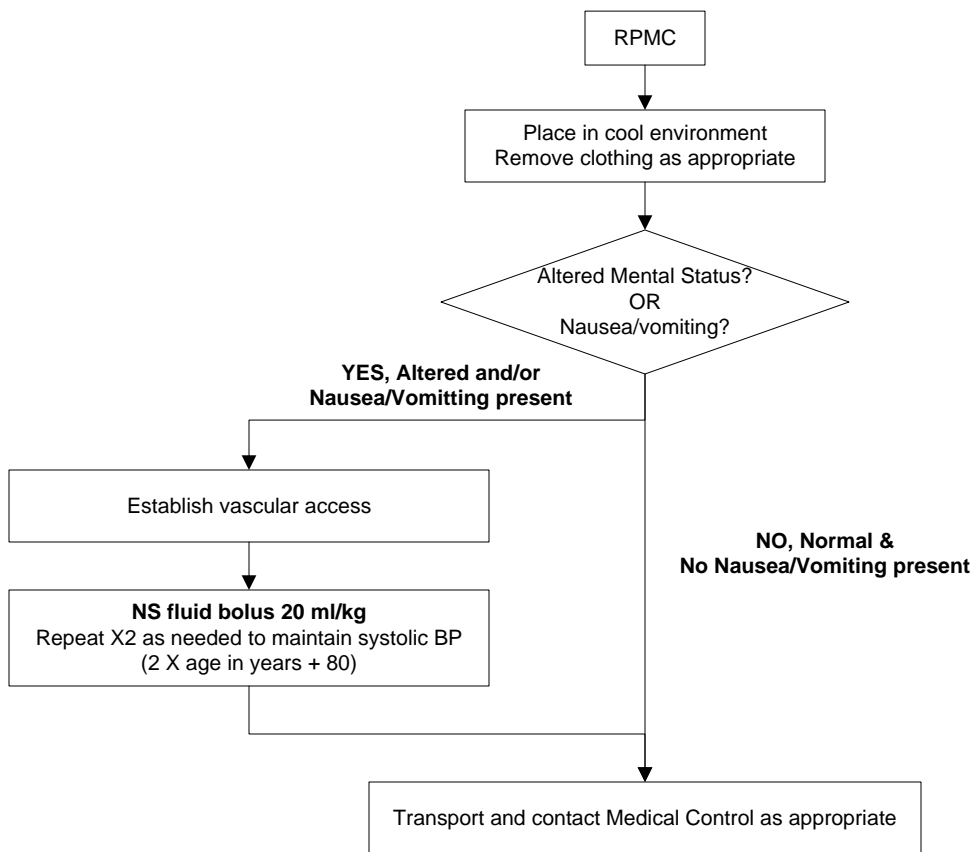 RPMC
Place in cool environment
Remove clothing as appropriate
Altered Mental Status?
OR
Nausea/vomiting?
YES, Altered and/or
Nausea/Vomitting present
Establish vascular access
NO, Normal &
No Nausea/Vomiting present
NS fluid bolus 20 ml/kg
Repeat X2 as needed to maintain systolic BP
(2 X age in years + 80)
Transport and contact Medical Control as appropriate